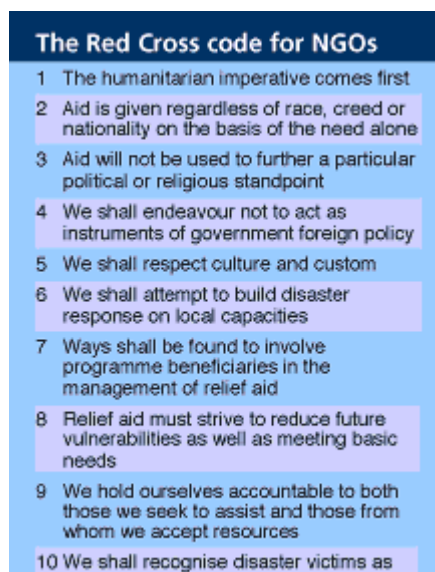 The Red Cross code for NGOs
1 The humanitarian imperative comes first
2 Aid is given regardless of race, creed or
nationality on the basis of the need alone
3 Aid will not be used to further a particular
political or religious standpoint
4 We shall endeavour not to act as
instruments of government foreign policy
5 We shall respect culture and custom
6 We shall attempt to build disaster
response on local capacities
7 Ways shall be found to involve
programme beneficiaries in the
management of relief aid
8 Relief aid must strive to reduce future
vulnerabilities as well as meeting basic
needs
9 We hold ourselves accountable to both
those we seek to assist and those from
whom we accept resources
10 We shall recognise disaster victims as